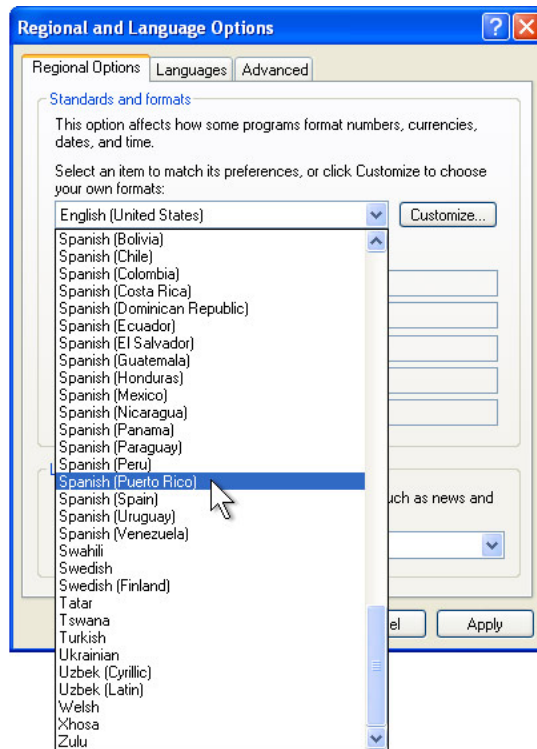 Regional and Language Options
Regional Options Languages Advanced
Standards and formats
This option affects how some programs format numbers, currencies,
dates, and time.
Select an item to match its preferences, or click Customize to choose
your own formats:
English (United States) Customize...
Spanish (Bolivia)
Spanish (Chile)
Spanish (Colombia)
Spanish (Costa Rica)
Spanish (Dominican Republic)
Spanish (Ecuador)
Spanish (El Salvador)
Spanish (Guatemala)
Spanish (Honduras)
Spanish (Mexico)
Spanish (Nicaragua)
Spanish (Panama)
Spanish (Paraguay)
Spanish (Peru)
Spanish (Puerto Rico)
Spanish (Spain) uch as news and
Spanish (Uruguay)
Spanish (Venezuela)
Swahili
Swedish
Swedish (Finland)
Tatar
Tswana el Apply
Turkish
Ukrainian
Uzbek (Cyrillic)
Uzbek (Latin)
Welsh
Xhosa
Zulu